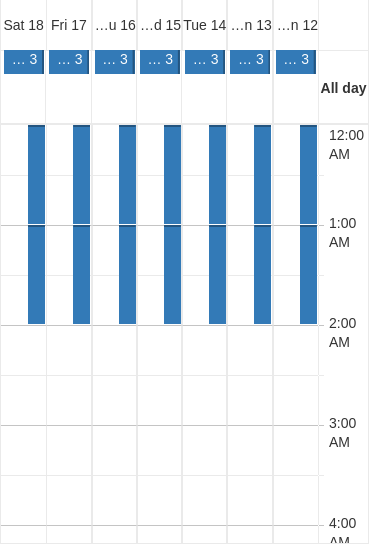 Sat 18 Fri 17 ...u 16 ...d 15 Tue 14 ...n 13 ...n 12
... 3 ... 3 ... 3 ... 3 ... 3 ... 3 ... 3
All day
12:00
AM
1:00
AM
2:00
AM
3:00
AM
4:00
AM